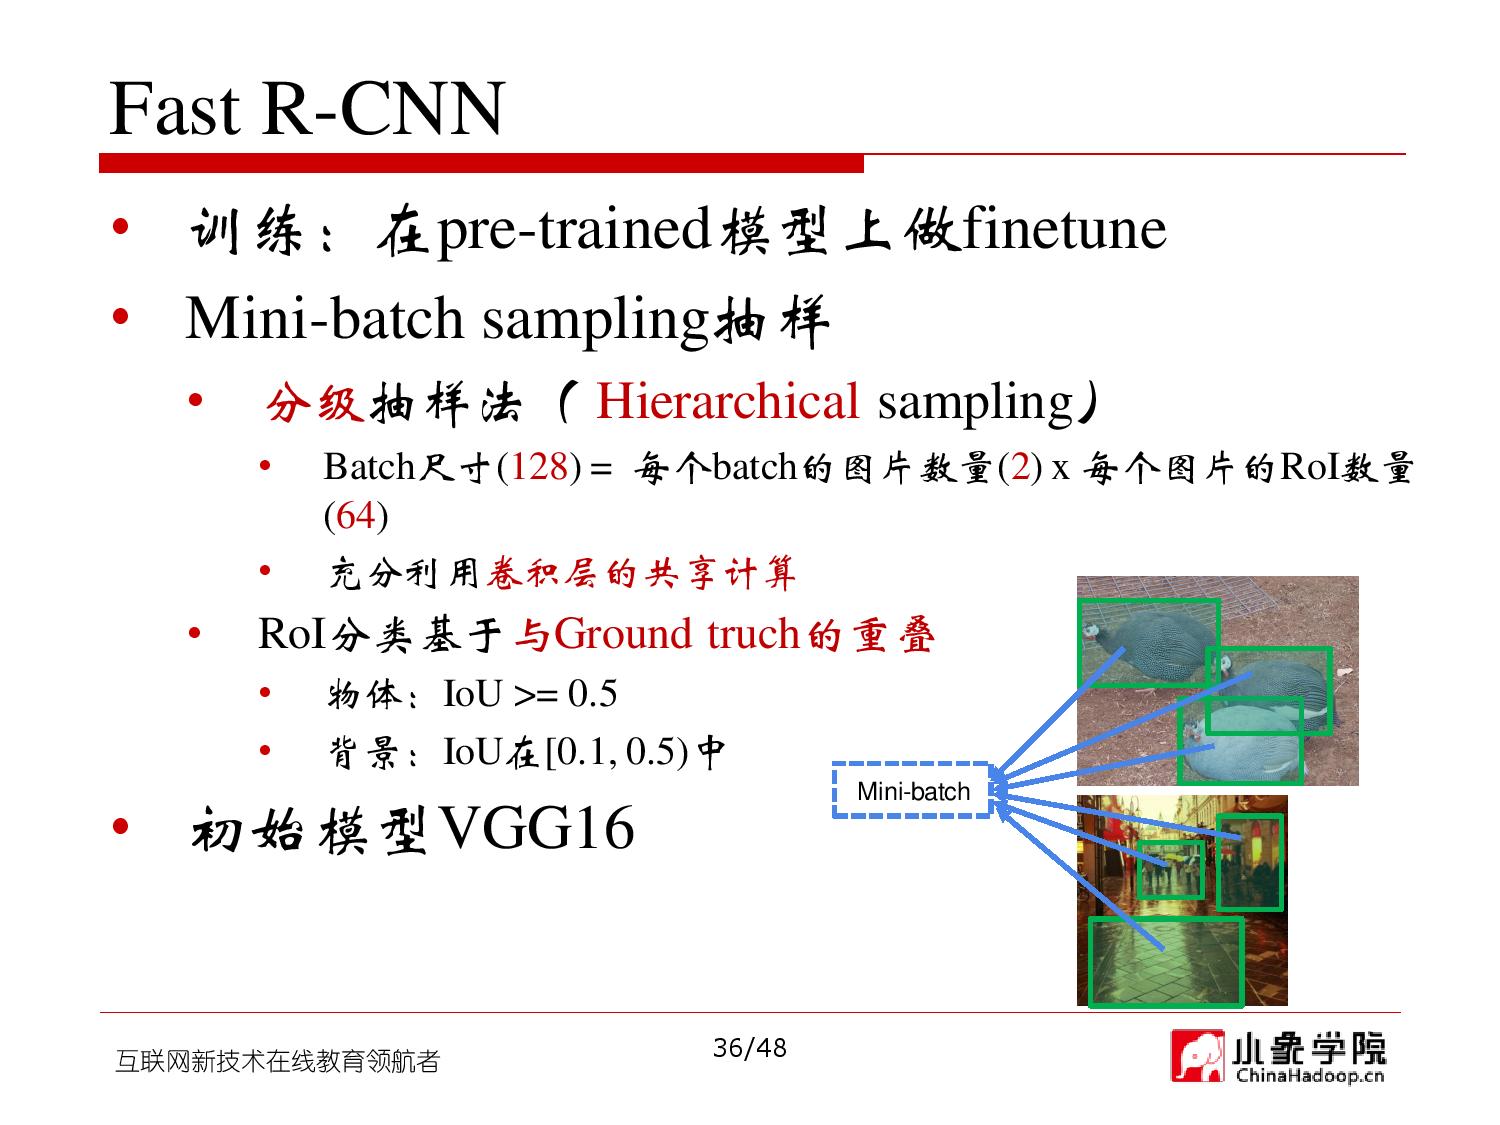 Fast R-CNN
• 训练：在pre-trained模型上做finetune
• Mini-batch sampling抽样
• 分级抽样法（ Hierarchical sampling）
• Batch尺寸(128) = 每个batch的图片数量(2) x 每个图片的RoI数量
(64)
• 充分利用卷积层的共享计算
• RoI分类基于与Ground truch的重叠
• 物体：IoU >= 0.5
• 背景：IoU在[0.1, 0.5)中
Mini-batch
• 初始模型VGG16
互联网新技术在线教育领航者
36/48
小象学院
ChinaHadoop.cn